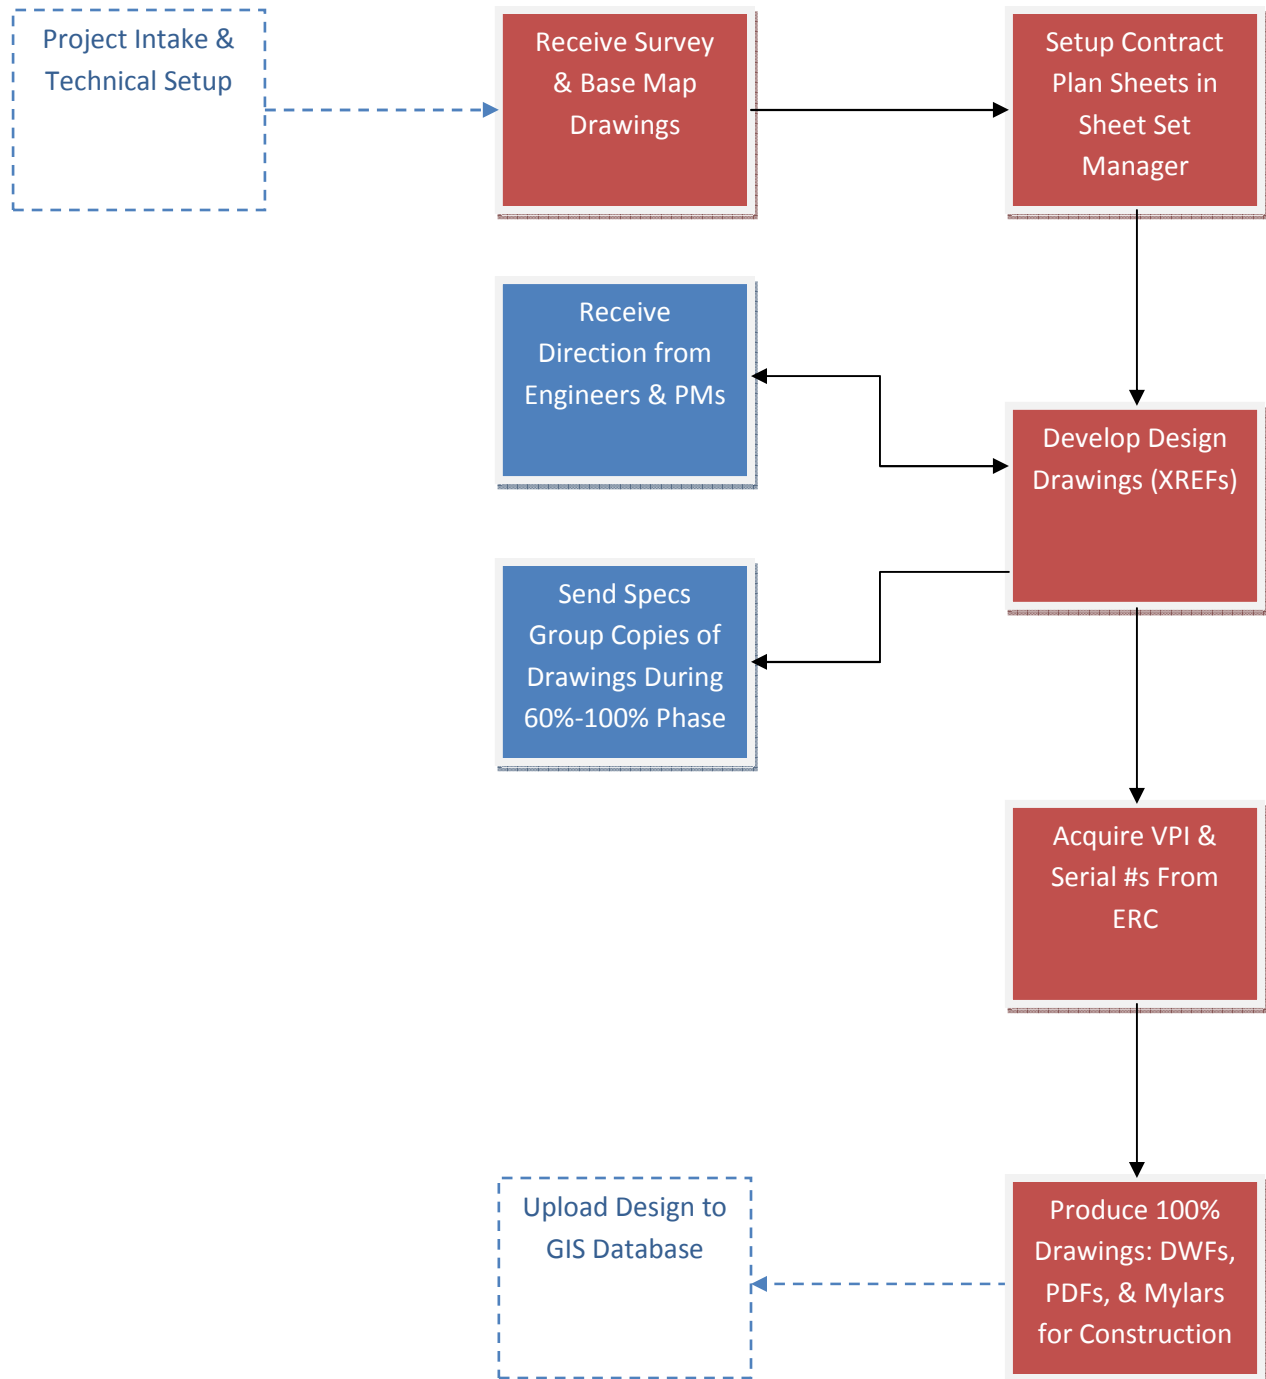 Project Intake &
Technical Setup
Receive Survey
& Base Map
Drawings
Setup Contract
Plan Sheets in
Sheet Set
Manager
Receive
Direction from
Engineers & PMs
Develop Design
Drawings (XREFs)
Send Specs
Group Copies of
Drawings During
60%-100% Phase
Acquire VPI &
Serial #s From
ERC
Upload Design to
GIS Database
Produce 100%
Drawings: DWFs,
PDFs, & Mylars
for Construction